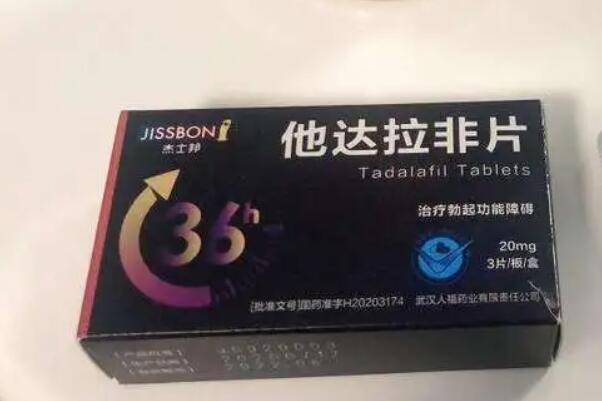 JISSBON
杰士邦
他达拉非片
Tadalafil Tablets
36h
治疗勃起功能障碍
20mg
3片/板/盒
[批准文号]国药准字H20203174 武汉人福药业有限责任公司